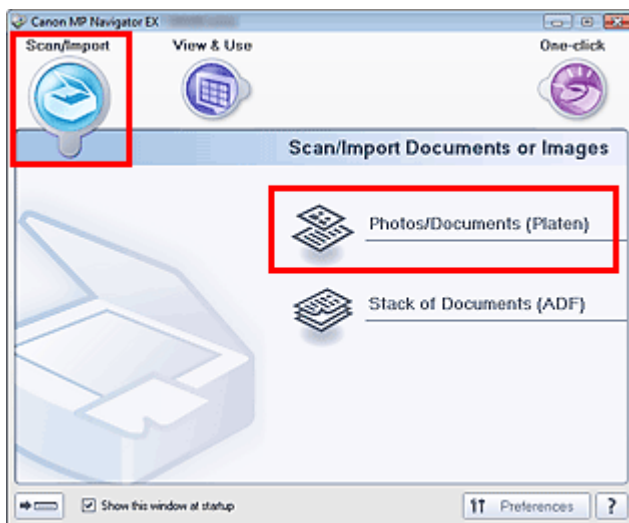 Canon MP Navigator EX
Scan/Import
View & Use
One-click
Scan/Import Documents or Images
Photos/Documents (Platen)
Stack of Documents (ADF)
Show this window at startup
Preferences
?